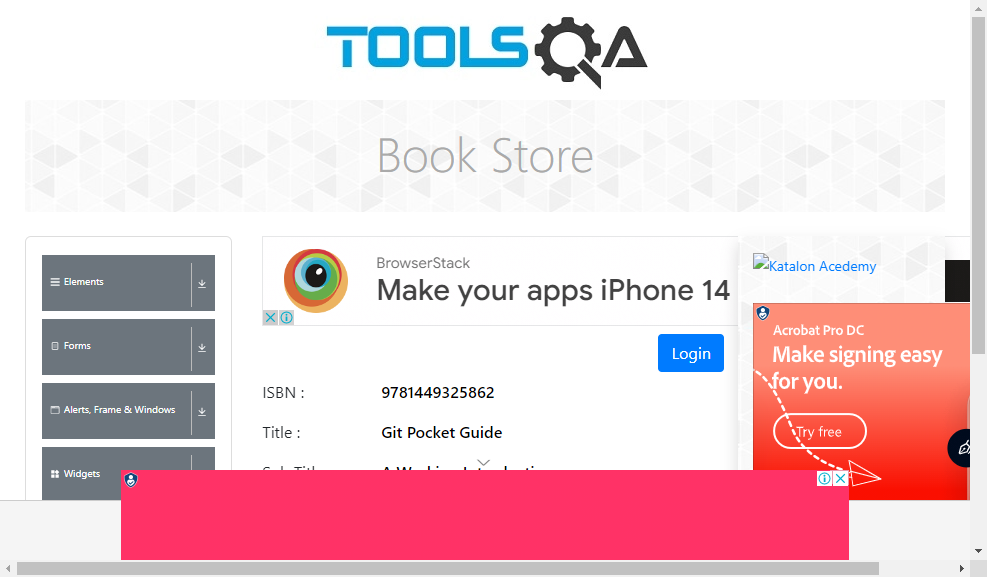 TOOLSQA
Book Store
Elements
Forms
Alerts, Frame & Windows
Widgets
BrowserStack
Make your apps iPhone 14
Login
ISBN :
9781449325862
Title :
Git Pocket Guide
Katalon Acedemy
Acrobat Pro DC
Make signing easy
for you.
Try free